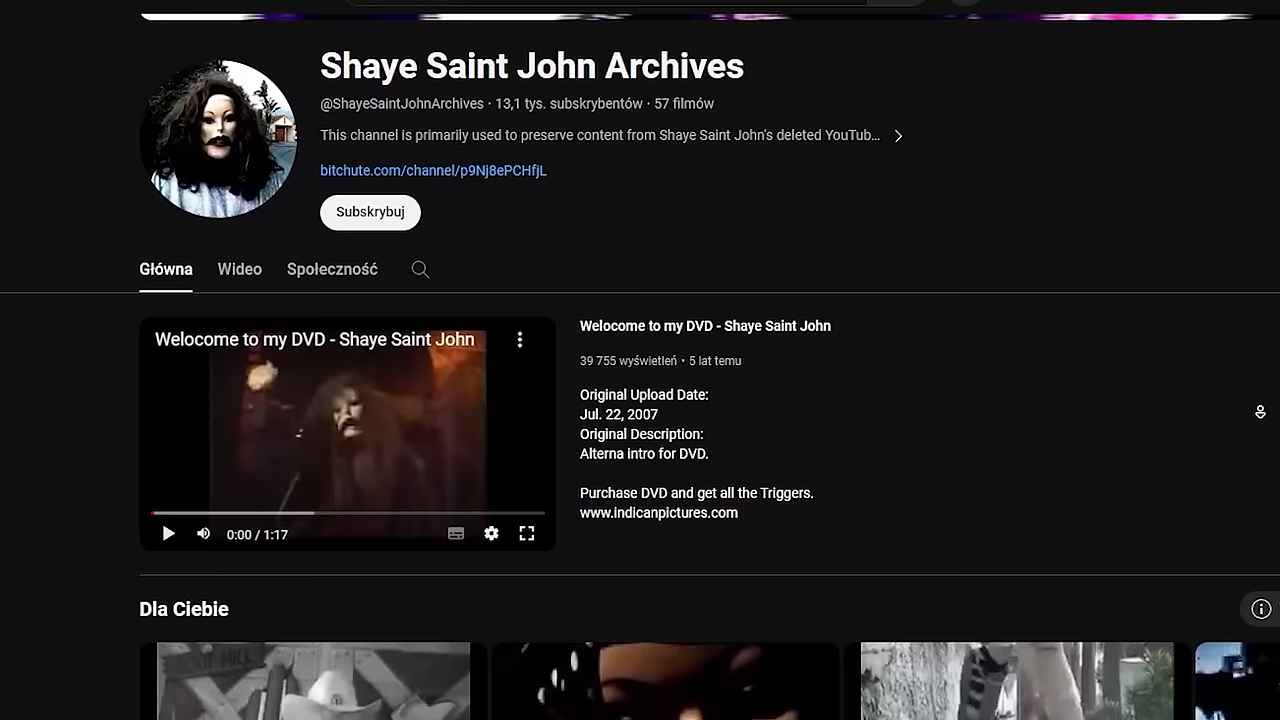 Shaye Saint John Archives
@ShayeSaintJohnArchives · 13,1 tys. subskrybentów · 57 filmów
This channel is primarily used to preserve content from Shaye Saint John's deleted YouTub...
bitchute.com/channel/p9Nj8ePCHfjL
Subskrybuj
Główna Wideo Społeczność
Welocome to my DVD - Shaye Saint John
0:00 / 1:17
Welocome to my DVD - Shaye Saint John
39 755 wyświetleń • 5 lat temu
Original Upload Date:
Jul. 22, 2007
Original Description:
Alterna intro for DVD.
Purchase DVD and get all the Triggers.
www.indicanpictures.com
Dla Ciebie